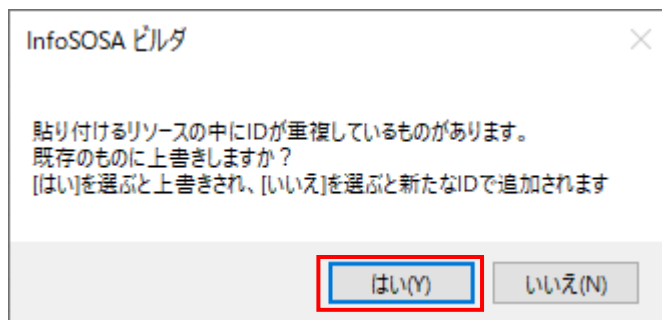 InfoSOSA ビルダ
貼り付けるリソースの中にIDが重複しているものがあります。
既存のものに上書きしますか？
[はい]を選ぶと上書きされ、[いいえ]を選ぶと新たなIDで追加されます
はい(Y)
いいえ(N)